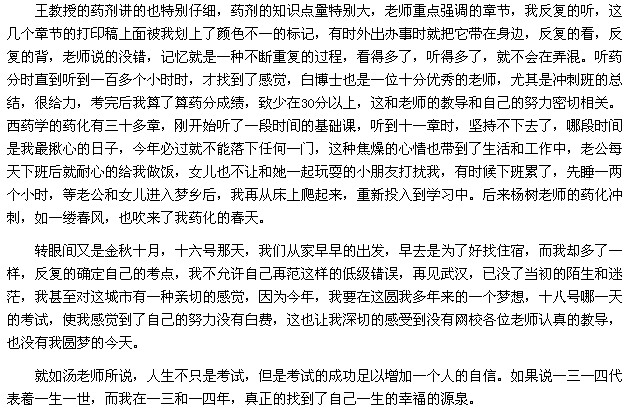 王教授的药剂讲的也特别仔细，药剂的知识点量特别大，老师重点强调的章节，我反复的听，这
几个章节的打印稿上面被我划上了颜色不一的标记，有时外出办事时就把它带在身边，反复的看，反
复的背，老师说的没错，记忆就是一种不断重复的过程，看得多了，听得多了，就不会在弄混。听药
分时直到听到一百多个小时时，才找到了感觉，白博士也是一位十分优秀的老师，尤其是冲刺班的总
结，很给力，考完后我算了算药分成绩，致少在30分以上，这和老师的教导和自己的努力密切相关。
西药学的药化有三十多章，刚开始听了一段时间的基础课，听到十一章时，坚持不下去了，哪段时间
是我最揪心的日子，今年必过就不能落下任何一门，这种焦燥的心情也带到了生活和工作中，老公每
天下班后就耐心的给我做饭，女儿也不让和她一起玩耍的小朋友打找我，有时候下班累了，先睡一两
个小时，等老公和女儿进入梦乡后，我再从床上爬起来，重新投入到学习中。后来杨树老师的药化冲
刺，如一缕春风，也吹来了我药化的春天。
转眼间又是金秋十月，十六号那天，我们从家早早的出发，早去是为了好找住宿，而我却多了一
样，反复的确定自己的考点，我不允许自己再范这样的低级错误，再见武汉，已没了当初的陌生和迷
茫，我甚至对这城市有一种亲切的感觉，因为今年，我要在这圆我多年来的一个梦想，十八号哪一天
的考试，使我感觉到了自己的努力没有白费，这也让我深切的感受到没有网校各位老师认真的教导，
也没有我圆梦的今天。
就如汤老师所说，人生不只是考试，但是考试的成功足以增加一个人的自信。如果说一三一四代
表着一生一世，而我在一三和一四年，真正的找到了自己一生的幸福的源泉。